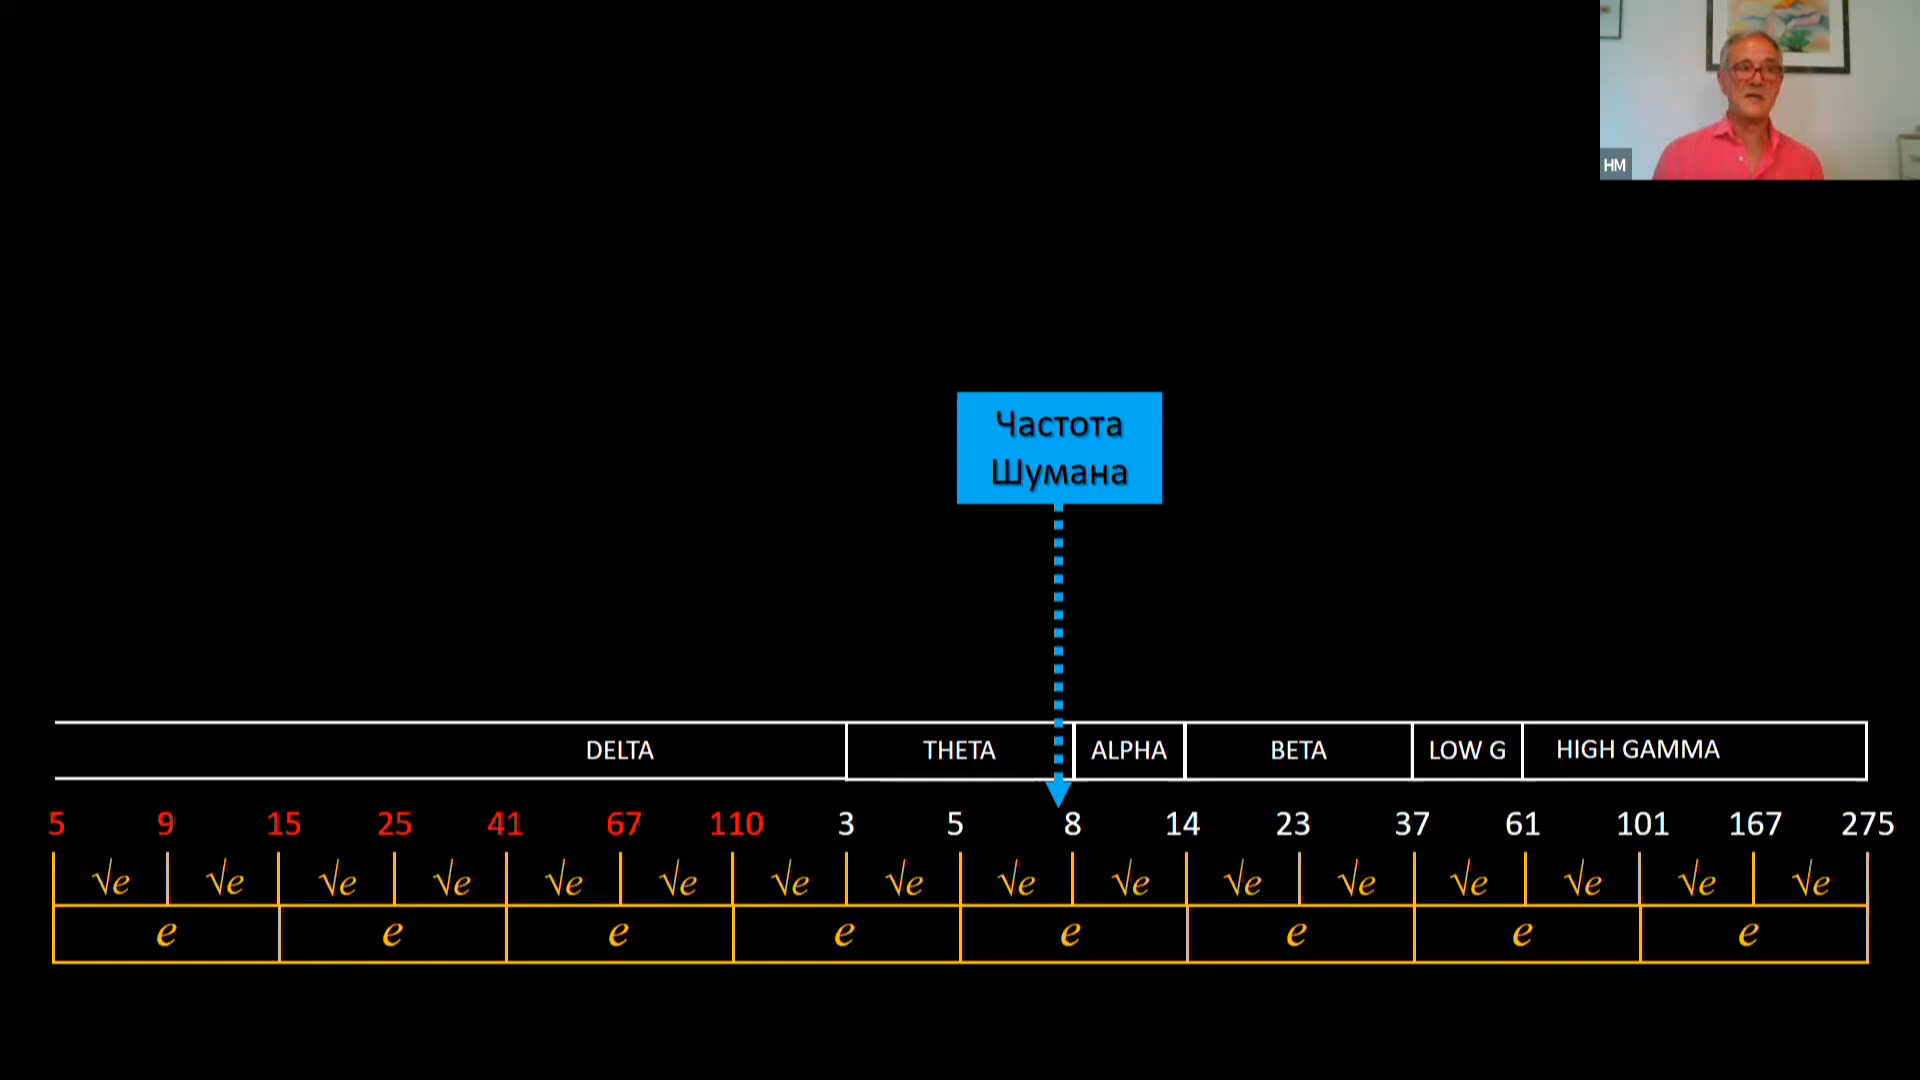 HM
Частота
Шумана
DELTA THETA ALPHA BETA LOW G HIGH GAMMA
5 9 15 25 41 67 110 3 5 8 14 23 37 61 101 167 275
√e √e √e √e √e √e √e √e √e √e √e √e √e √e √e √e
e e e e e e e e